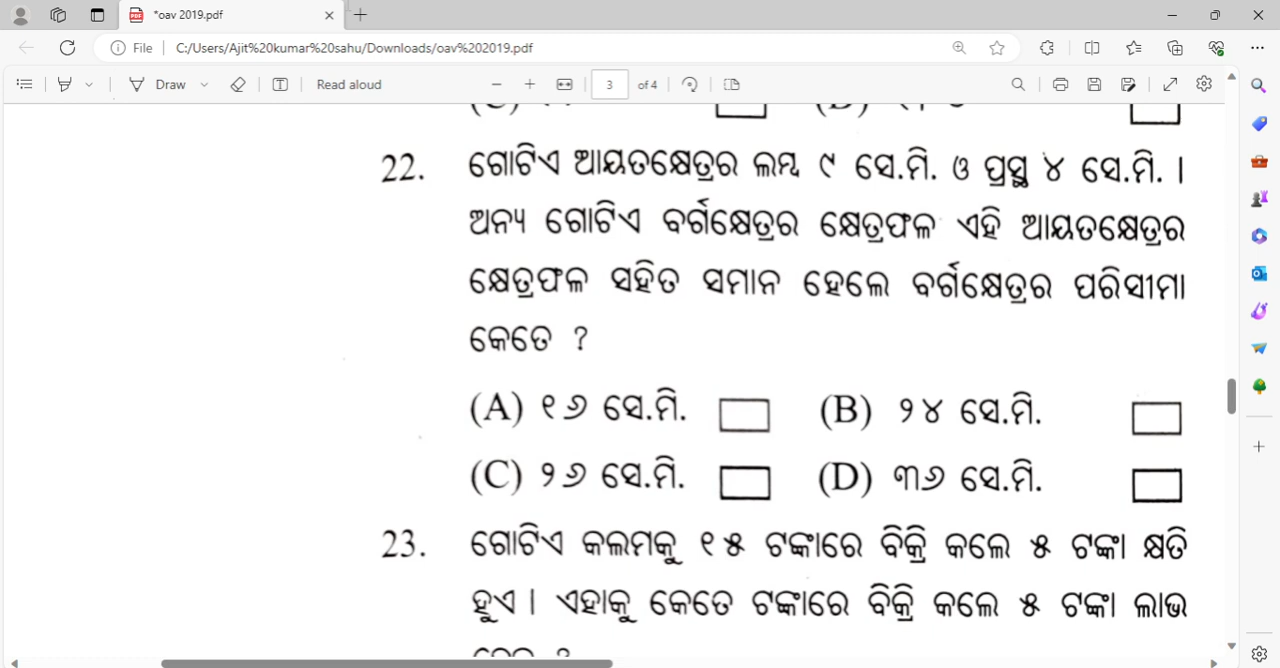 *oav 2019.pdf
File C:/Users/Ajit%20kumar%20sahu/Downloads/oav%202019.pdf
Draw Read aloud 3 of 4
22. ଗୋଟିଏ ଆୟତକ୍ଷେତ୍ରର ଲମ୍ବ ୯ ସେ.ମି. ଓ ପ୍ରସ୍ଥ ୪ ସେ.ମି. ।
ଅନ୍ୟ ଗୋଟିଏ ବର୍ଗକ୍ଷେତ୍ରର କ୍ଷେତ୍ରଫଳ ଏହି ଆୟତକ୍ଷେତ୍ରର
କ୍ଷେତ୍ରଫଳ ସହିତ ସମାନ ହେଲେ ବର୍ଗକ୍ଷେତ୍ରର ପରିସୀମା
କେତେ ?
(A) ୧୬ ସେ.ମି. (B) ୨୪ ସେ.ମି.
(C) ୨୬ ସେ.ମି. (D) ୩୬ ସେ.ମି.
23. ଗୋଟିଏ କଲମକୁ ୧୫ ଟଙ୍କାରେ ବିକ୍ରି କଲେ ୫ ଟଙ୍କା କ୍ଷତି
ହୁଏ । ଏହାକୁ କେତେ ଟଙ୍କାରେ ବିକ୍ରି କଲେ ୫ ଟଙ୍କା ଲାଭ